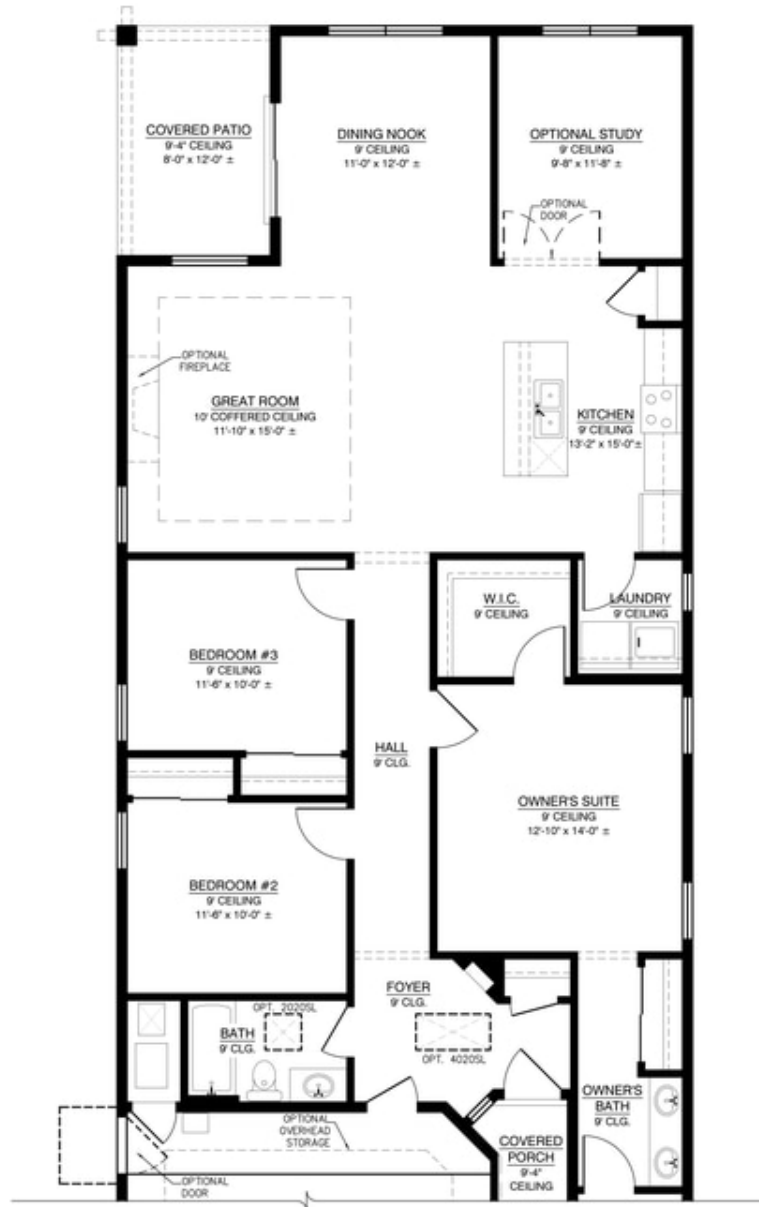 COVERED PATIO
9'-4" CEILING
8'-0" x 12'-0" ±
DINING NOOK
9' CEILING
11'-0" x 12'-0" ±
OPTIONAL STUDY
9' CEILING
9'-8" x 11'-8" ±
OPTIONAL
DOOR
OPTIONAL
FIREPLACE
GREAT ROOM
10' COFFERED CEILING
11'-10" x 15'-0" ±
KITCHEN
9' CEILING
13'-2" x 15'-0" ±
W.I.C.
9' CEILING
LAUNDRY
9' CEILING
BEDROOM #3
9' CEILING
11'-6" x 10'-0" ±
HALL
9' CLG.
OWNER'S SUITE
9' CEILING
12'-10" x 14'-0" ±
BEDROOM #2
9' CEILING
11'-6" x 10'-0" ±
FOYER
9' CLG.
OPT. 2020SL
BATH
9' CLG.
OPT. 4020SL
OWNER'S
BATH
9' CLG.
OPTIONAL
OVERHEAD
STORAGE
COVERED
PORCH
9'-4"
CEILING
OPTIONAL
DOOR